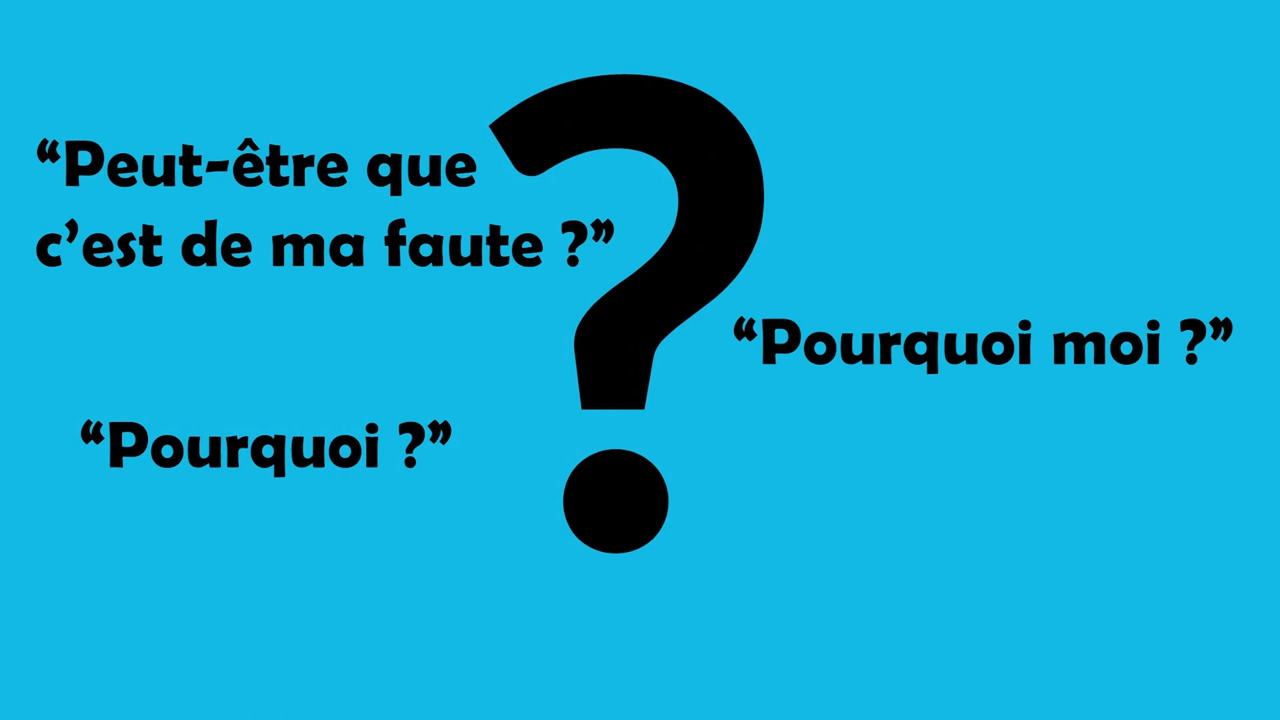 “Peut-être que
c’est de ma faute ?”
“Pourquoi moi ?”
“Pourquoi ?”
?